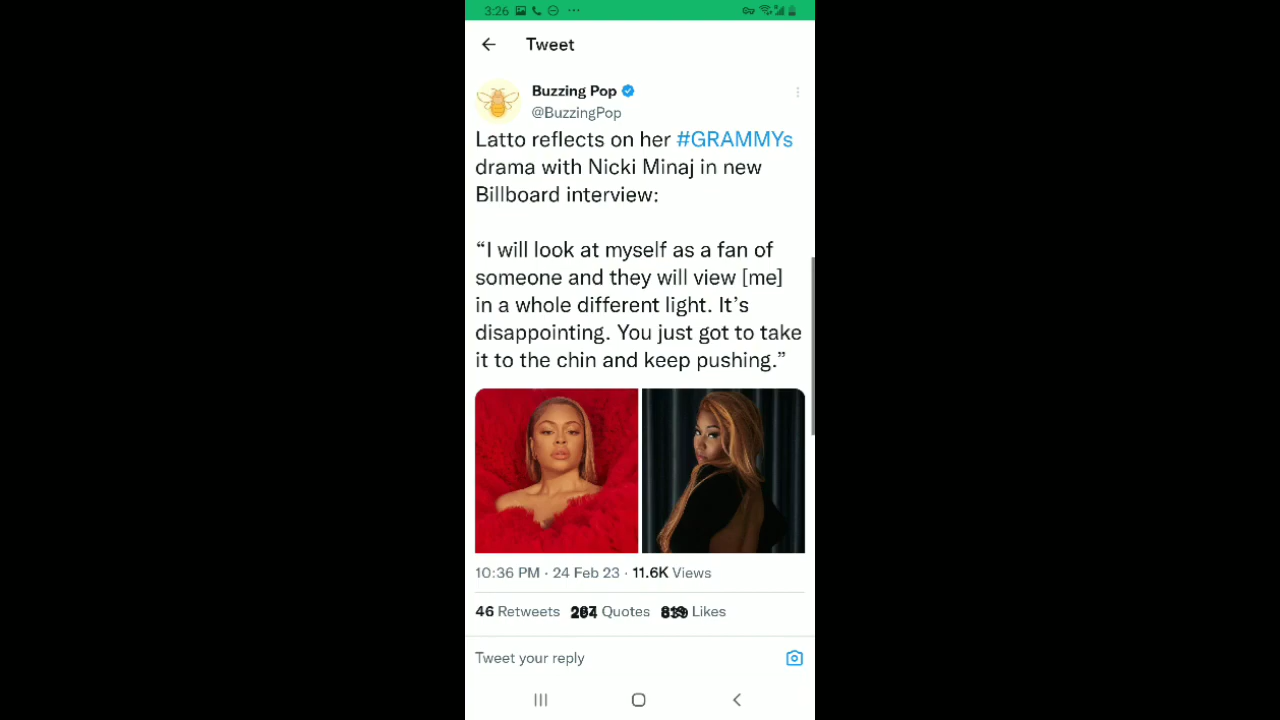 3:26
Tweet
Buzzing Pop
@BuzzingPop
Latto reflects on her #GRAMMYs
drama with Nicki Minaj in new
Billboard interview:
“I will look at myself as a fan of
someone and they will view [me]
in a whole different light. It’s
disappointing. You just got to take
it to the chin and keep pushing.”
10:36 PM · 24 Feb 23 · 11.6K Views
46 Retweets Quotes Likes
Tweet your reply